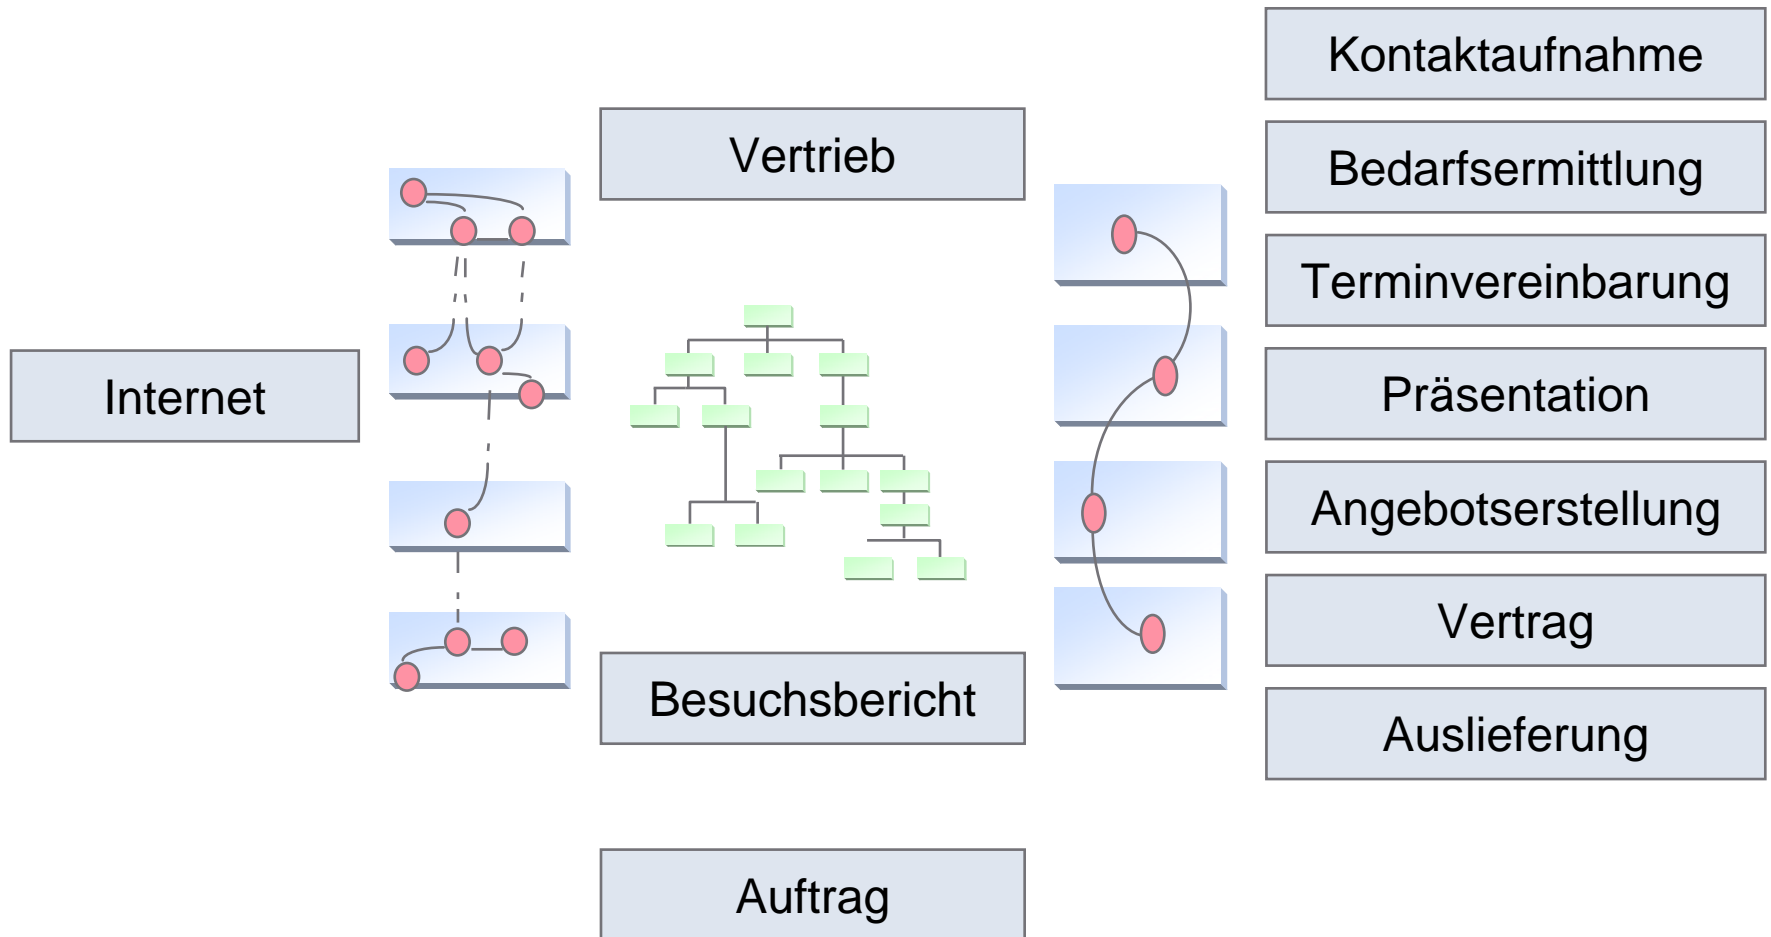 Internet
Vertrieb
Besuchsbericht
Auftrag
Kontaktaufnahme
Bedarfsermittlung
Terminvereinbarung
Präsentation
Angebotserstellung
Vertrag
Auslieferung